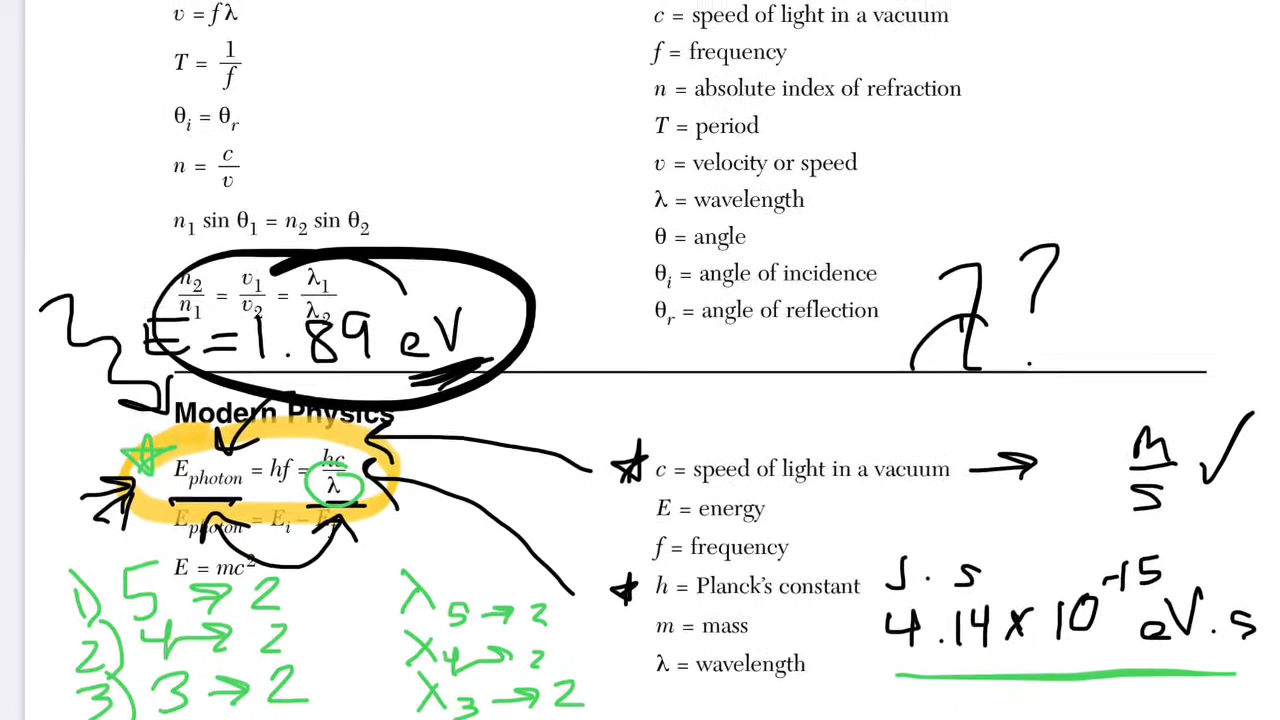 v = fλ
T = 1/f
θi = θr
n = c/v
n1 sin θ1 = n2 sin θ2
n2/n1 = v1/v2 = λ1/λ2
E = 1.89 eV
c = speed of light in a vacuum
f = frequency
n = absolute index of refraction
T = period
v = velocity or speed
λ = wavelength
θ = angle
θi = angle of incidence
θr = angle of reflection
?
Modern Physics
Ephoton = hf = hc/λ
Ephoton = Ei − Ef
E = mc²
1) 5 → 2
2) 4 → 2
3) 3 → 2
λ 5 → 2
λ 4 → 2
λ 3 → 2
c = speed of light in a vacuum → m/s ✓
E = energy
f = frequency
h = Planck's constant J · s
4.14 x 10⁻¹⁵ eV . s
m = mass
λ = wavelength